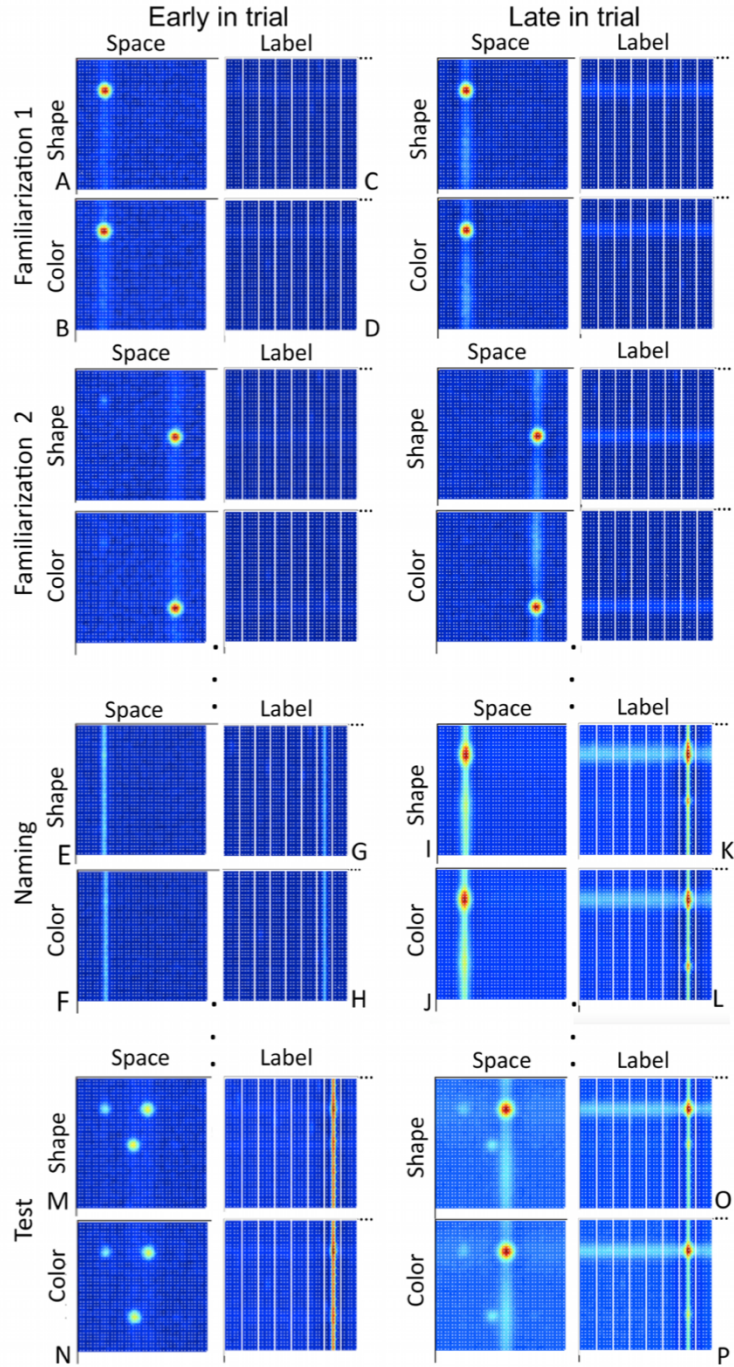 Early in trial Late in trial
Space Label ... Space Label ...
Familiarization 1
Shape Shape
A C
Color ... Color ...
B D
Space Label ... Space Label ...
Familiarization 2
Shape Shape
Color ... Color ...
Space Label ... Space Label ...
Naming
Shape Shape
E G I K
Color ... Color ...
F H J L
Space Label ... Space Label ...
Test
Shape Shape
M O
Color ... Color ...
N P